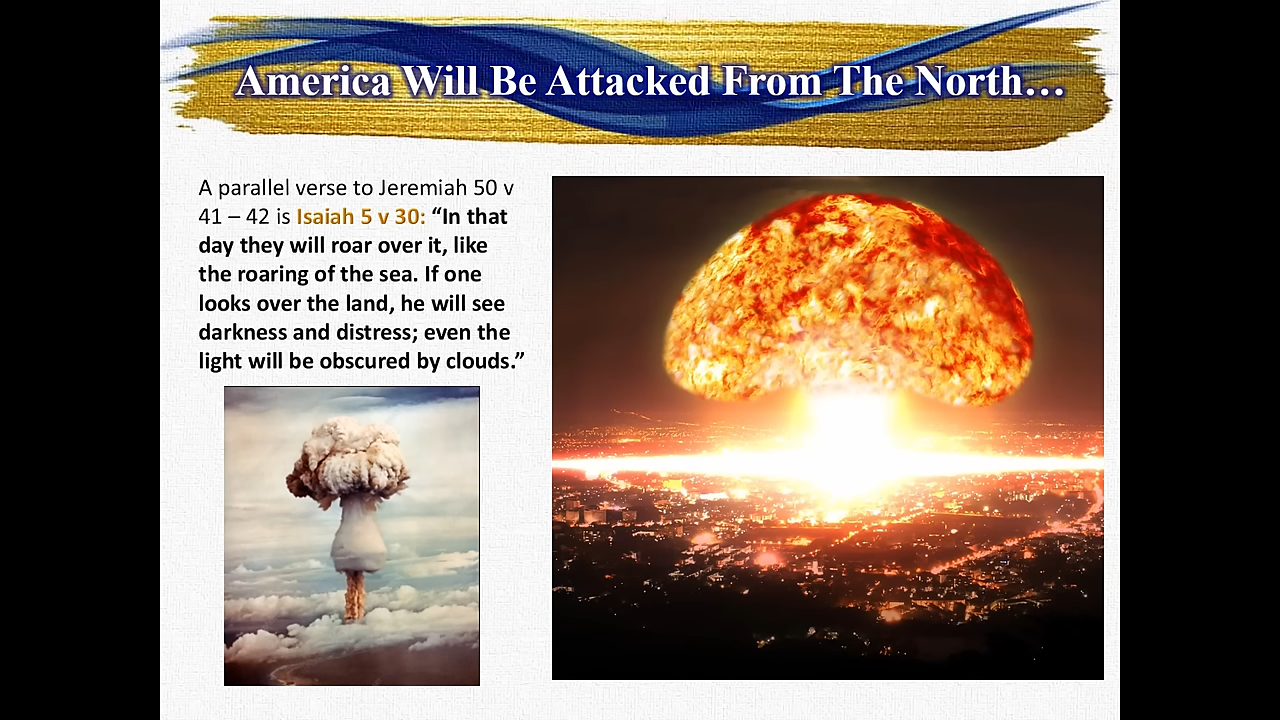 America Will Be Attacked From The North…
A parallel verse to Jeremiah 50 v
41 – 42 is Isaiah 5 v 30: “In that
day they will roar over it, like
the roaring of the sea. If one
looks over the land, he will see
darkness and distress; even the
light will be obscured by clouds.”